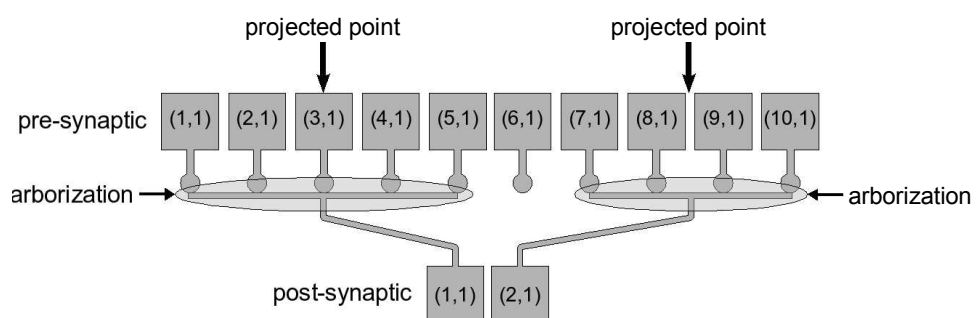 projected point projected point
pre-synaptic (1,1) (2,1) (3,1) (4,1) (5,1) (6,1) (7,1) (8,1) (9,1) (10,1)
arborization arborization
post-synaptic (1,1) (2,1)